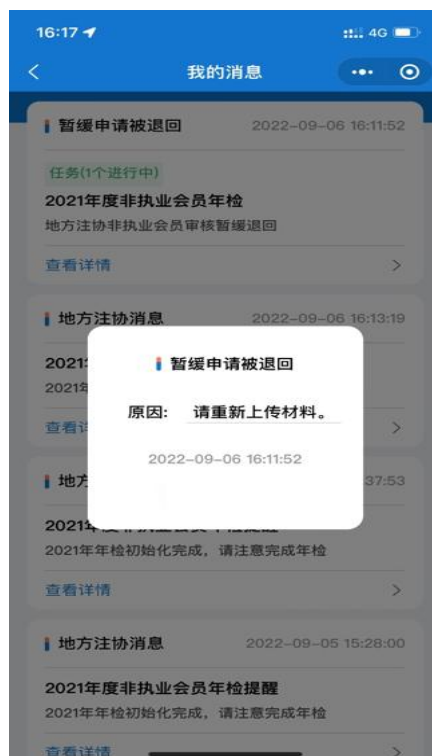 16:17
4G
我的消息
暂缓申请被退回 2022-09-06 16:11:52
任务(1个进行中)
2021年度非执业会员年检
地方注协非执业会员审核暂缓退回
查看详情
地方注协消息 2022-09-06 16:13:19
2021
2021年
查看
暂缓申请被退回
原因: 请重新上传材料。
2022-09-06 16:11:52
地方
37:53
2021年度非执业会员年检提醒
2021年年检初始化完成，请注意完成年检
查看详情
地方注协消息 2022-09-05 15:28:00
2021年度非执业会员年检提醒
2021年年检初始化完成，请注意完成年检
查看详情